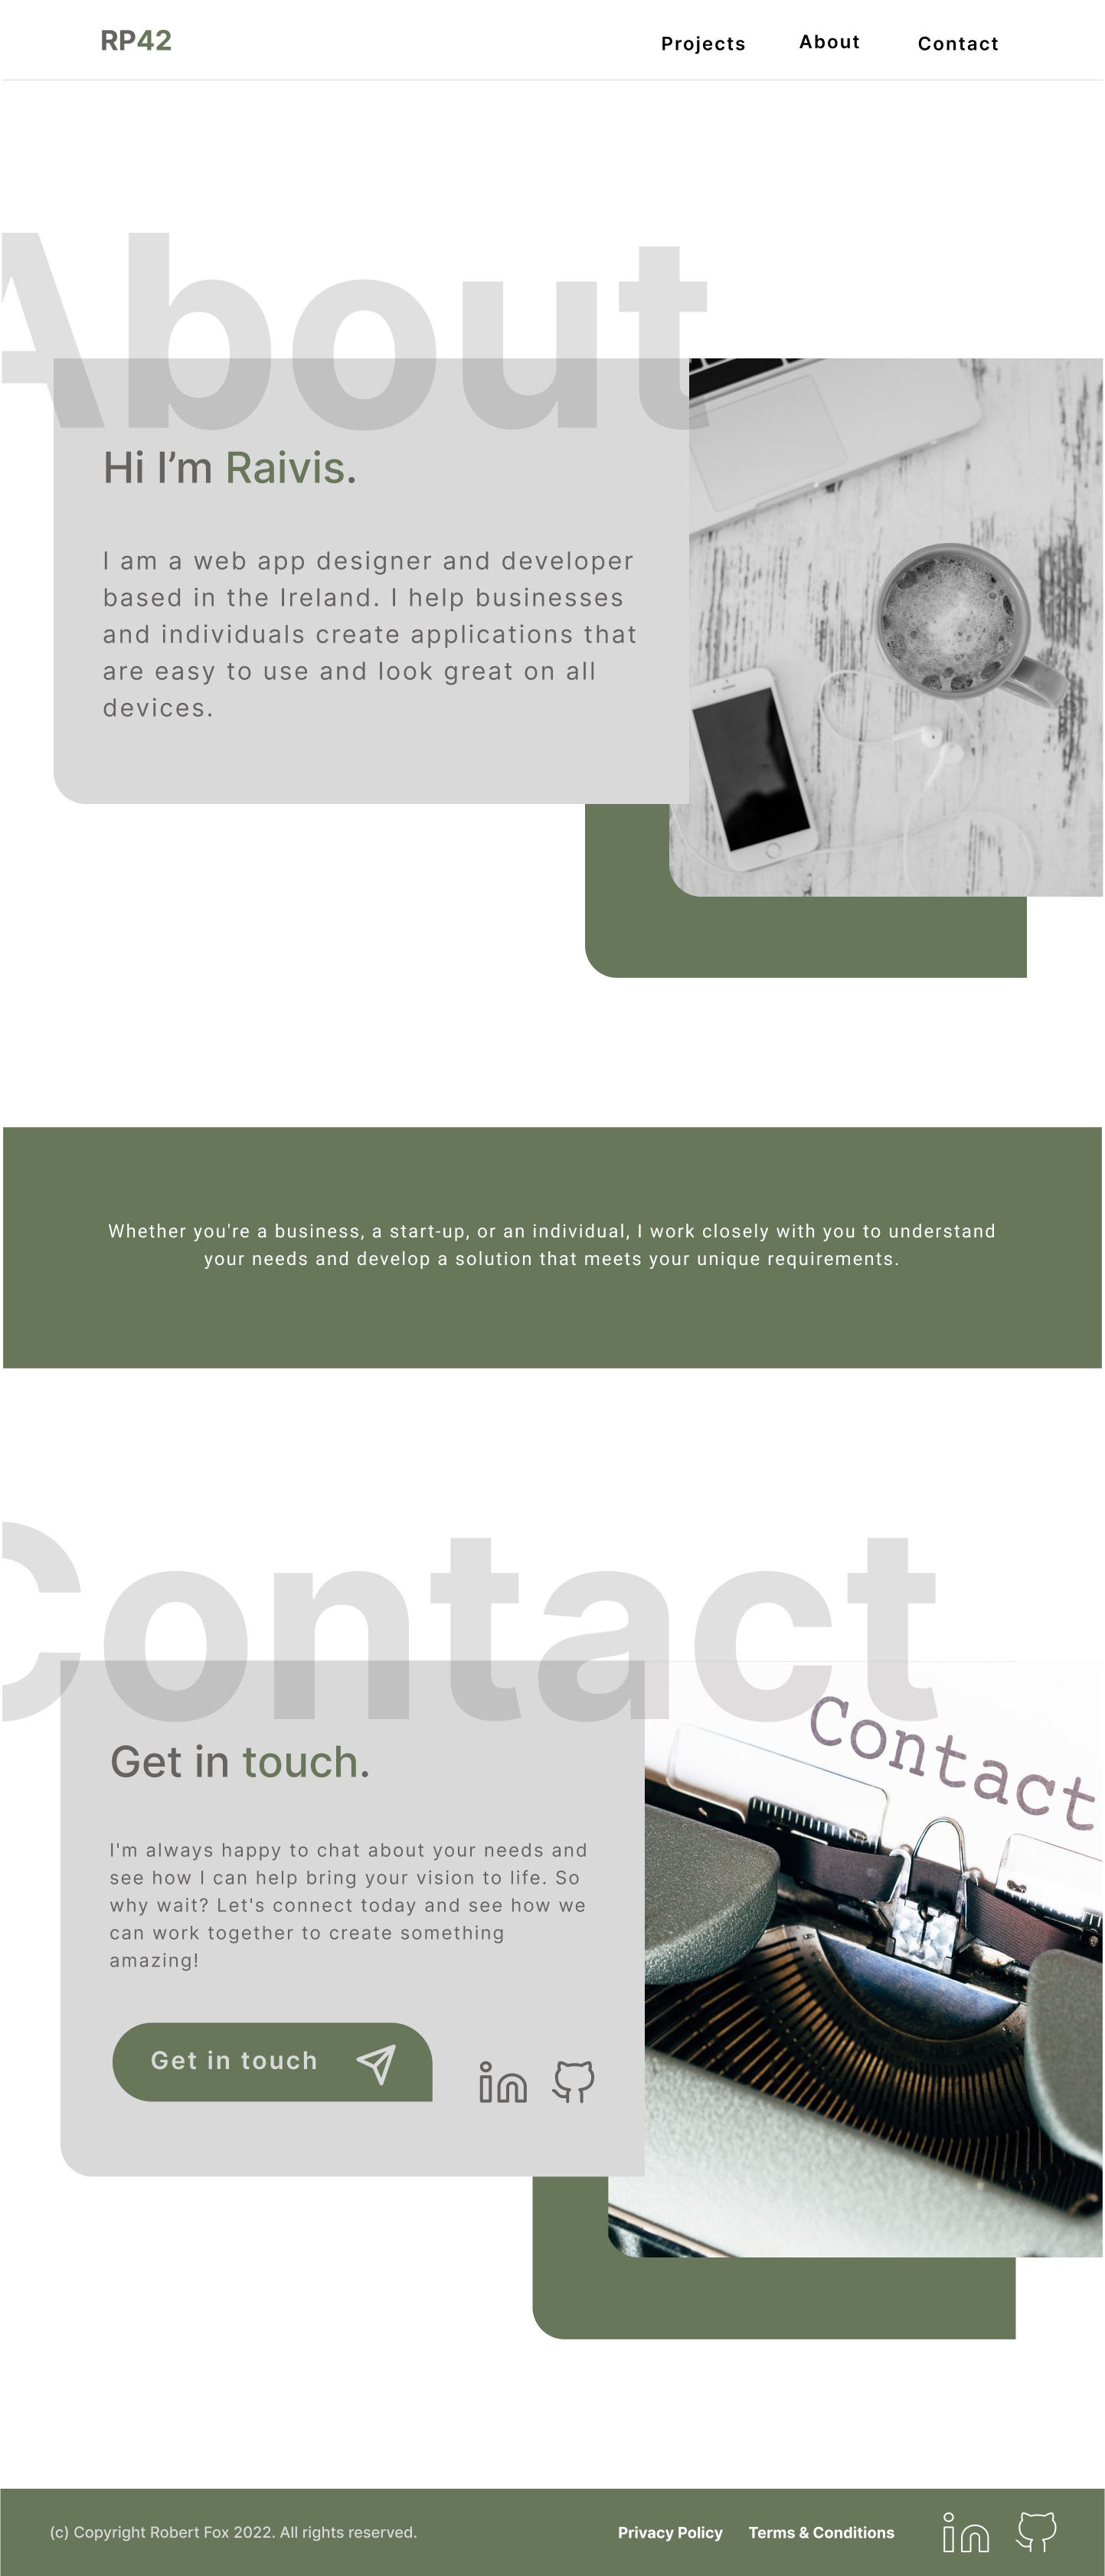 RP42
Projects About Contact
About
Hi I’m Raivis.
I am a web app designer and developer
based in the Ireland. I help businesses
and individuals create applications that
are easy to use and look great on all
devices.
Whether you're a business, a start-up, or an individual, I work closely with you to understand
your needs and develop a solution that meets your unique requirements.
Contact
Contact
Get in touch.
I'm always happy to chat about your needs and
see how I can help bring your vision to life. So
why wait? Let's connect today and see how we
can work together to create something
amazing!
Get in touch
in
(c) Copyright Robert Fox 2022. All rights reserved.
Privacy Policy Terms & Conditions
in